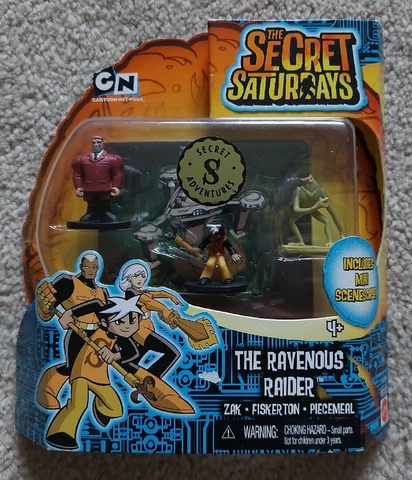 THE
SECRET
SATURDAYS
CN
CARTOON NETWORK
SECRET
S
ADVENTURES
INCLUDES
MINI
SCENESCAPE!
4+
THE RAVENOUS
RAIDER™
ZAK • FISKERTON • PIECEMEAL
WARNING: CHOKING HAZARD - Small parts.
Not for children under 3 years.